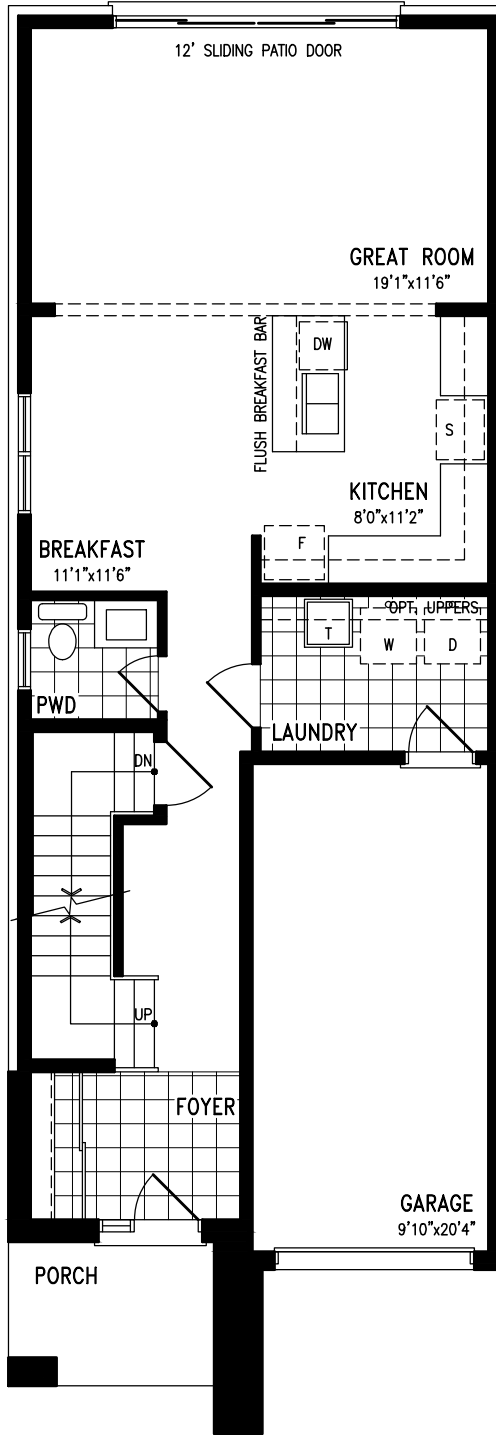 12' SLIDING PATIO DOOR
GREAT ROOM
19'1"x11'6"
FLUSH BREAKFAST BAR
DW
S
KITCHEN
8'0"x11'2"
BREAKFAST
11'1"x11'6"
F
OPT. UPPERS
T
W
D
PWD
LAUNDRY
DN
UP
FOYER
GARAGE
9'10"x20'4"
PORCH